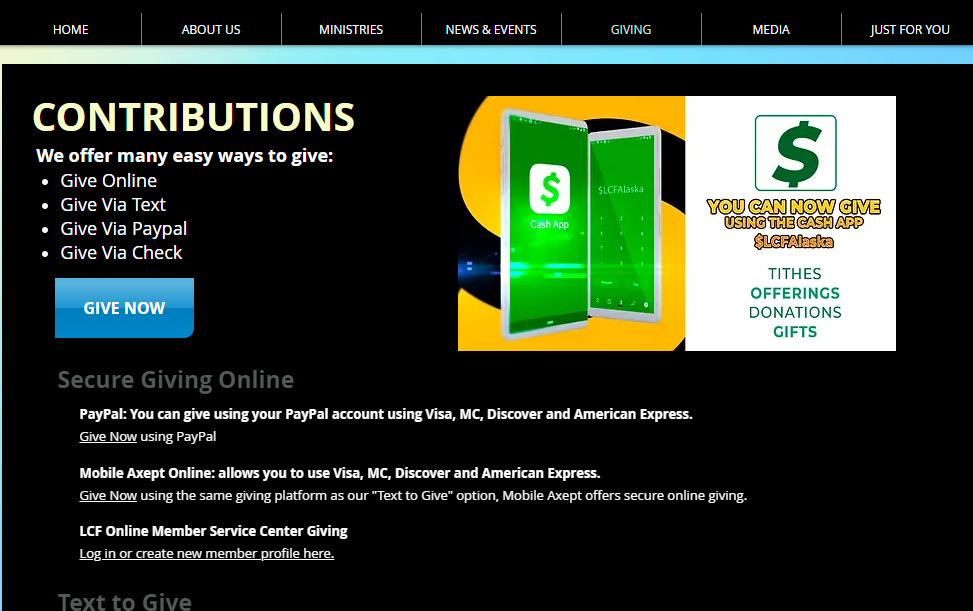 HOME
ABOUT US
MINISTRIES
NEWS & EVENTS
GIVING
MEDIA
JUST FOR YOU
CONTRIBUTIONS
We offer many easy ways to give:
Give Online
Give Via Text
Give Via Paypal
Give Via Check
GIVE NOW
$
Cash App
$LCFAlaska
$
YOU CAN NOW GIVE
USING THE CASH APP
$LCFAlaska
TITHES
OFFERINGS
DONATIONS
GIFTS
Secure Giving Online
PayPal: You can give using your PayPal account using Visa, MC, Discover and American Express.
Give Now using PayPal
Mobile Axept Online: allows you to use Visa, MC, Discover and American Express.
Give Now using the same giving platform as our "Text to Give" option, Mobile Axept offers secure online giving.
LCF Online Member Service Center Giving
Log in or create new member profile here.
Text to Give